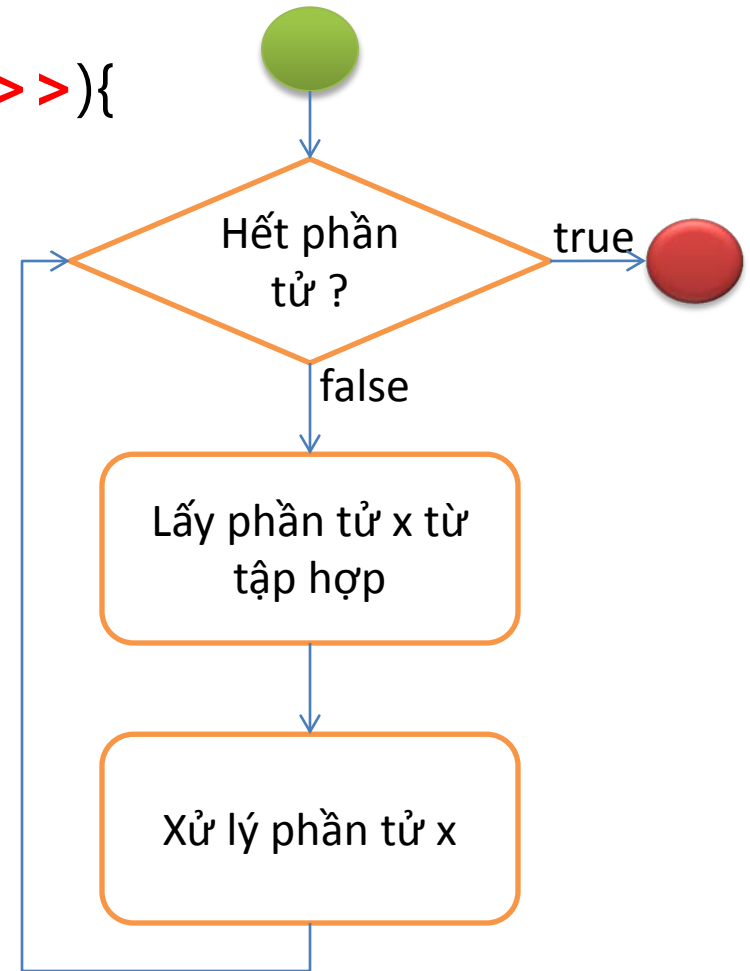 >>){
Hết phần
tử ?
true
false
Lấy phần tử x từ
tập hợp
Xử lý phần tử x